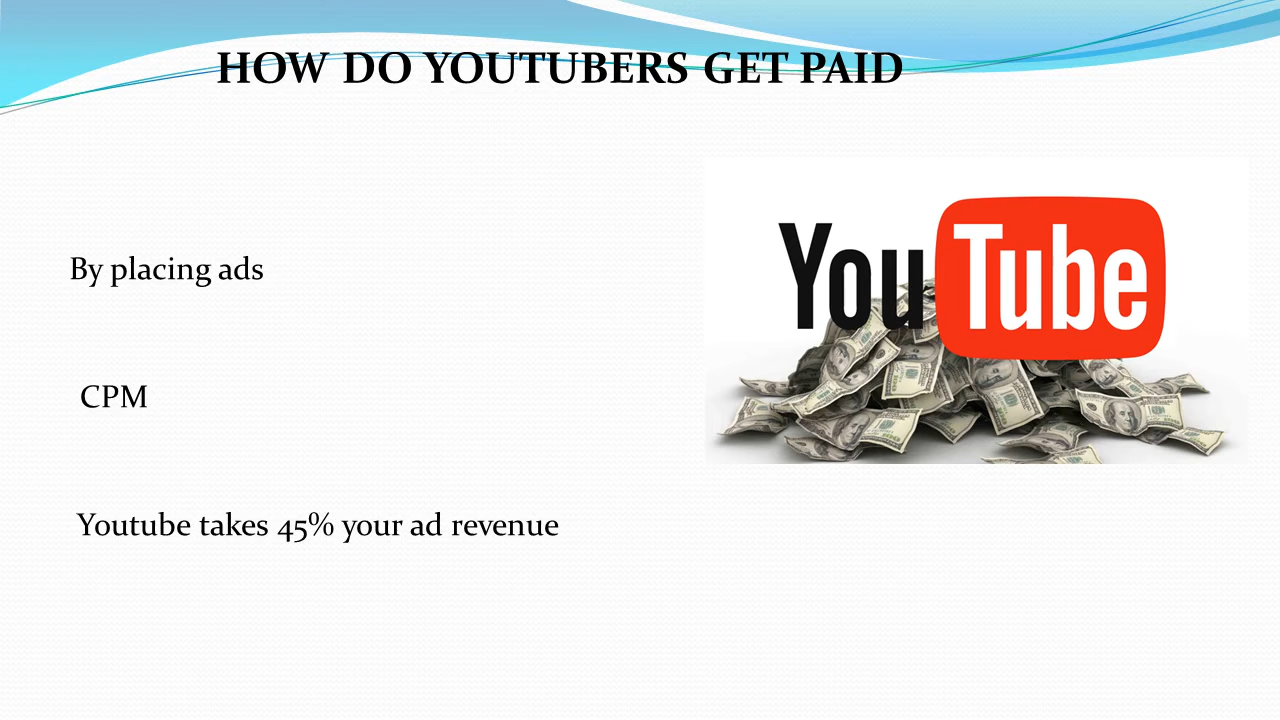 HOW DO YOUTUBERS GET PAID
By placing ads
YouTube
CPM
Youtube takes 45% your ad revenue